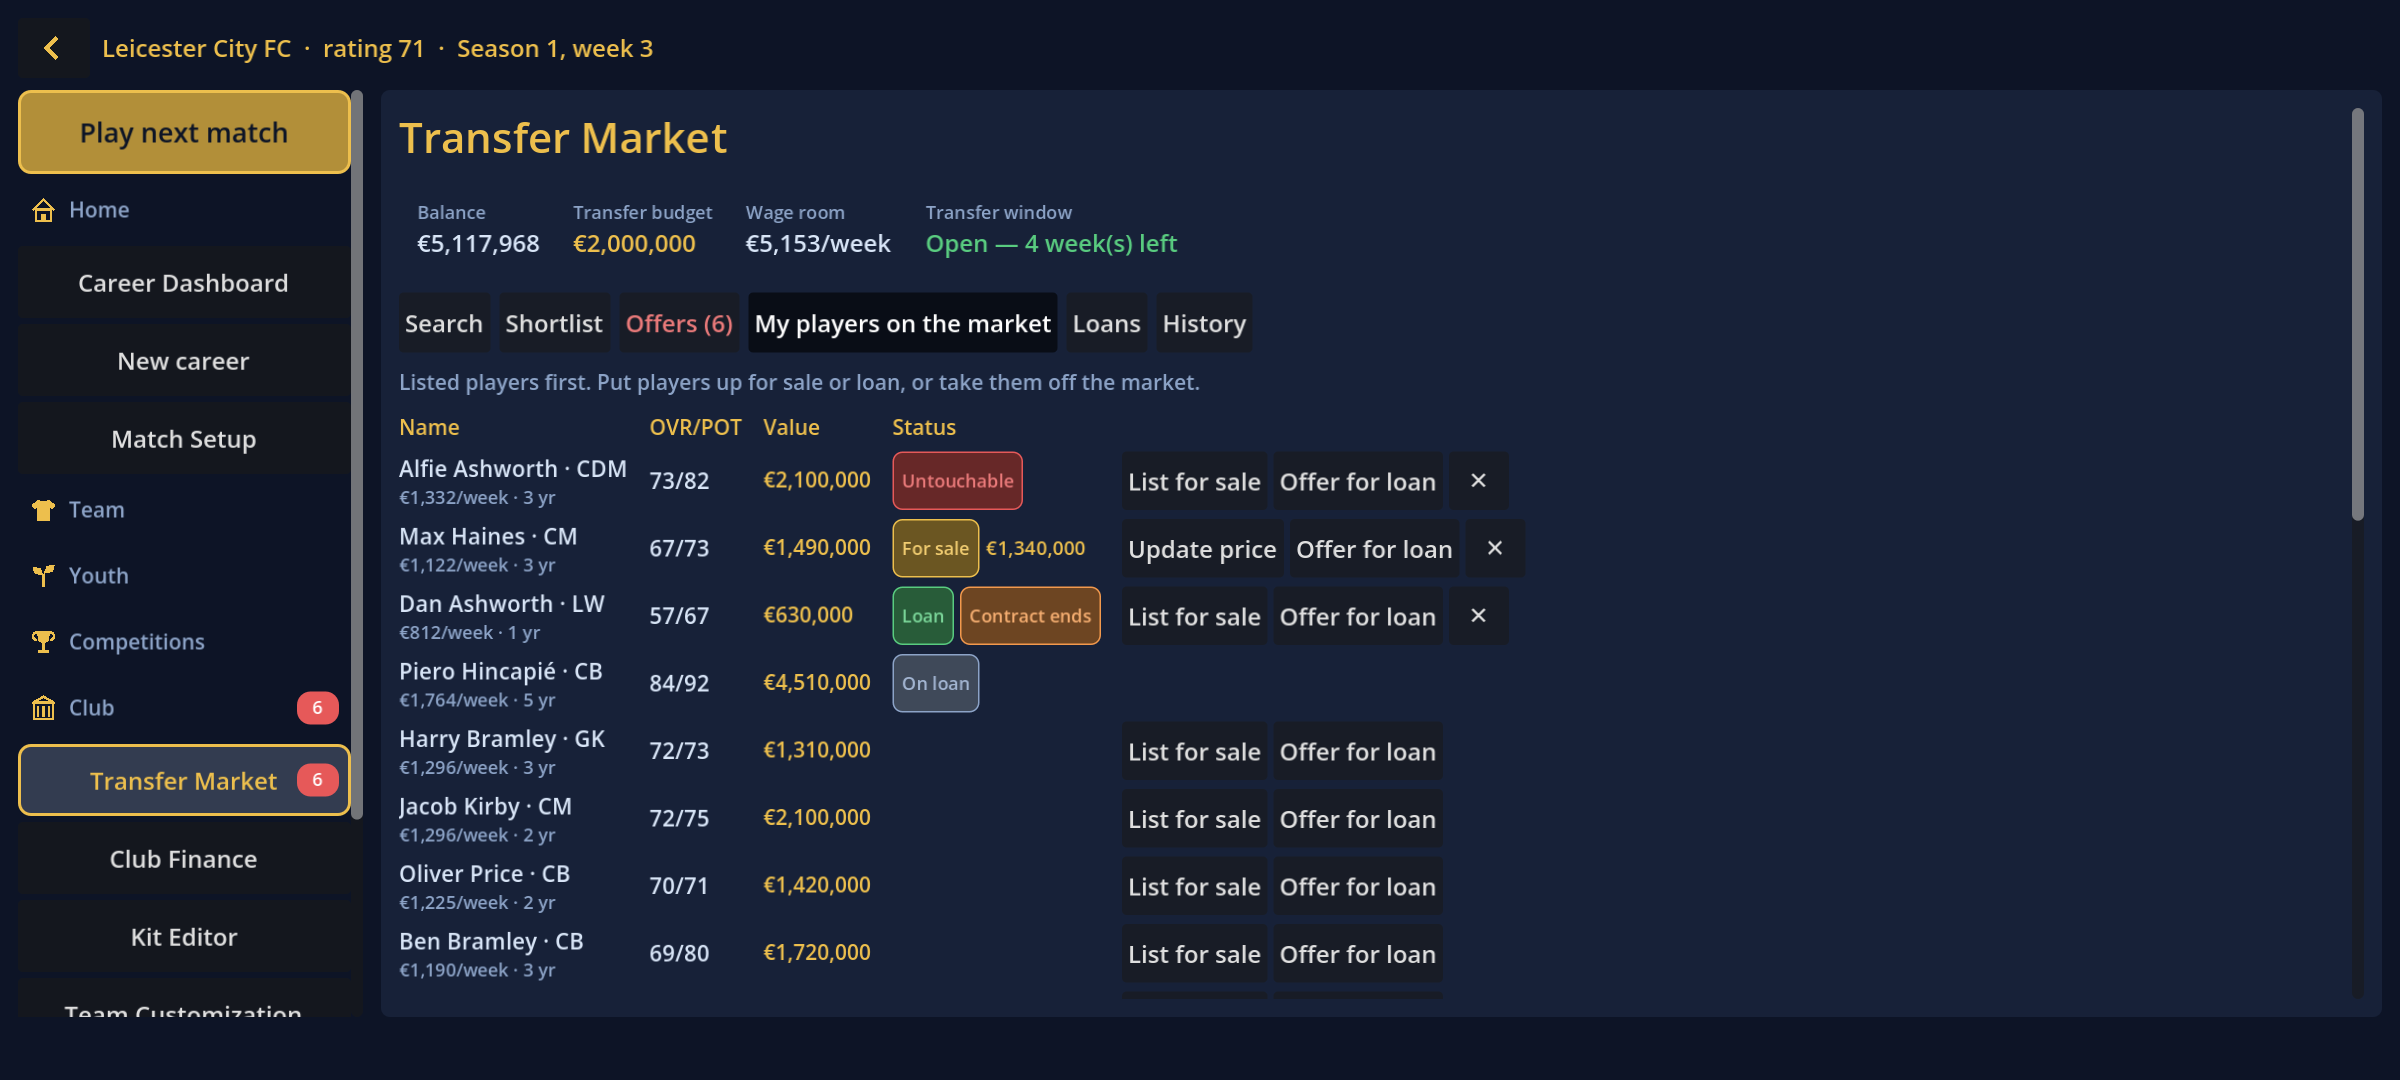 Leicester City FC · rating 71 · Season 1, week 3
Play next match
Home
Career Dashboard
New career
Match Setup
Team
Youth
Competitions
Club 6
Transfer Market 6
Club Finance
Kit Editor
Team Customization
Transfer Market
Balance Transfer budget Wage room Transfer window
€5,117,968 €2,000,000 €5,153/week Open — 4 week(s) left
Search Shortlist Offers (6) My players on the market Loans History
Listed players first. Put players up for sale or loan, or take them off the market.
Name OVR/POT Value Status
Alfie Ashworth · CDM 73/82 €2,100,000 Untouchable List for sale Offer for loan ✕
€1,332/week · 3 yr
Max Haines · CM 67/73 €1,490,000 For sale €1,340,000 Update price Offer for loan ✕
€1,122/week · 3 yr
Dan Ashworth · LW 57/67 €630,000 Loan Contract ends List for sale Offer for loan ✕
€812/week · 1 yr
Piero Hincapié · CB 84/92 €4,510,000 On loan
€1,764/week · 5 yr
Harry Bramley · GK 72/73 €1,310,000 List for sale Offer for loan
€1,296/week · 3 yr
Jacob Kirby · CM 72/75 €2,100,000 List for sale Offer for loan
€1,296/week · 2 yr
Oliver Price · CB 70/71 €1,420,000 List for sale Offer for loan
€1,225/week · 2 yr
Ben Bramley · CB 69/80 €1,720,000 List for sale Offer for loan
€1,190/week · 3 yr